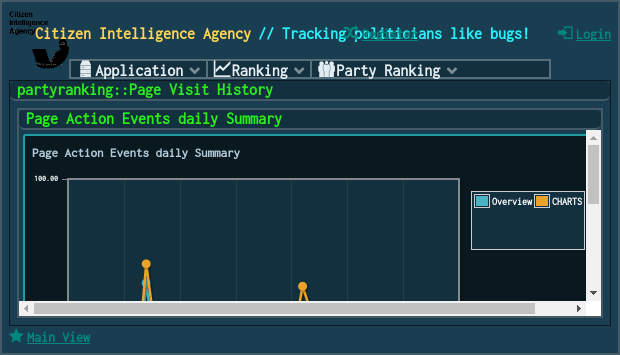 Citizen
Intelligence
Agency
Citizen Intelligence Agency // Tracking politicians like bugs!
Login
Application
Ranking
Party Ranking
partyranking::Page Visit History
Page Action Events daily Summary
Page Action Events daily Summary
100.00
Overview
CHARTS
Main View